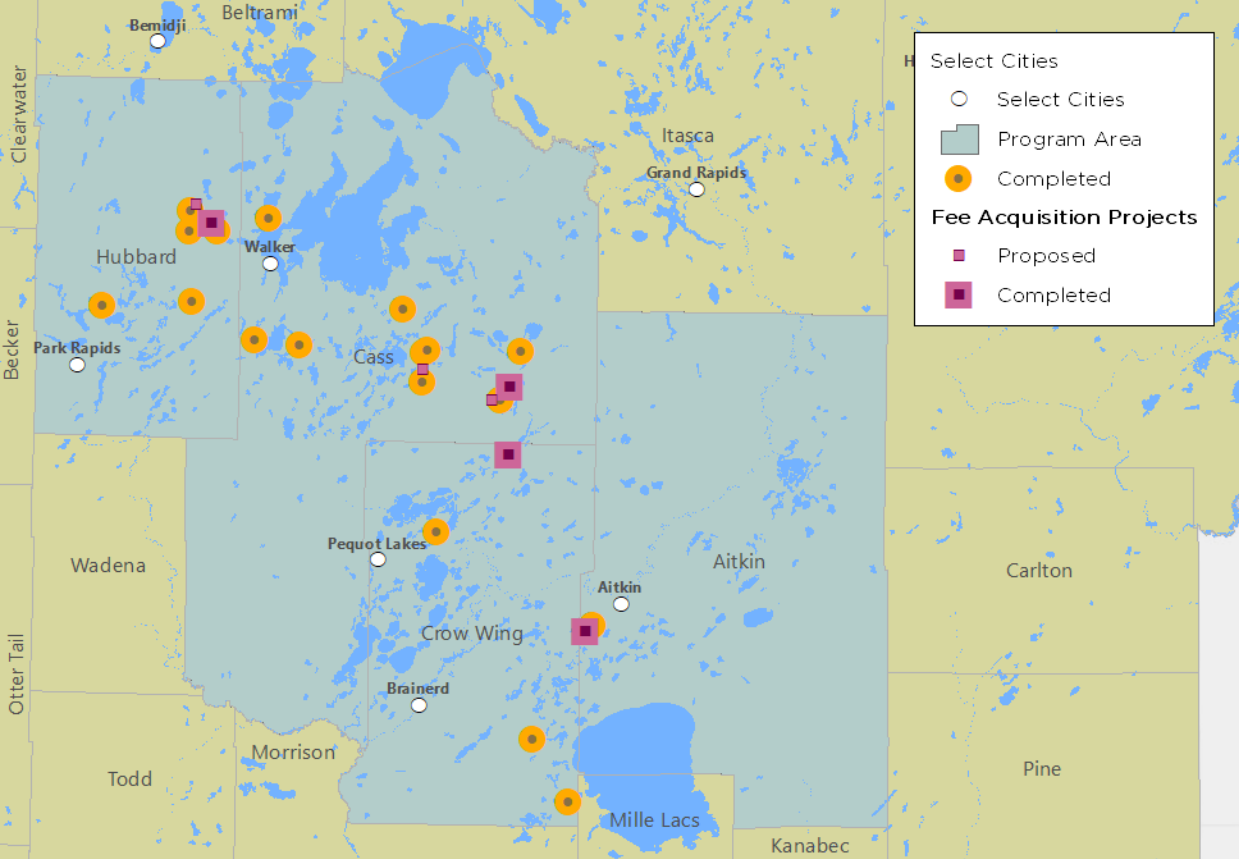 Beltrami
Bemidji
Clearwater
H
Itasca
Grand Rapids
Walker
Hubbard
Becker
Park Rapids
Cass
Pequot Lakes
Wadena
Aitkin
Aitkin
Carlton
Crow Wing
Otter Tail
Brainerd
Morrison
Todd
Pine
Mille Lacs
Kanabec
Select Cities
Select Cities
Program Area
Completed
Fee Acquisition Projects
Proposed
Completed